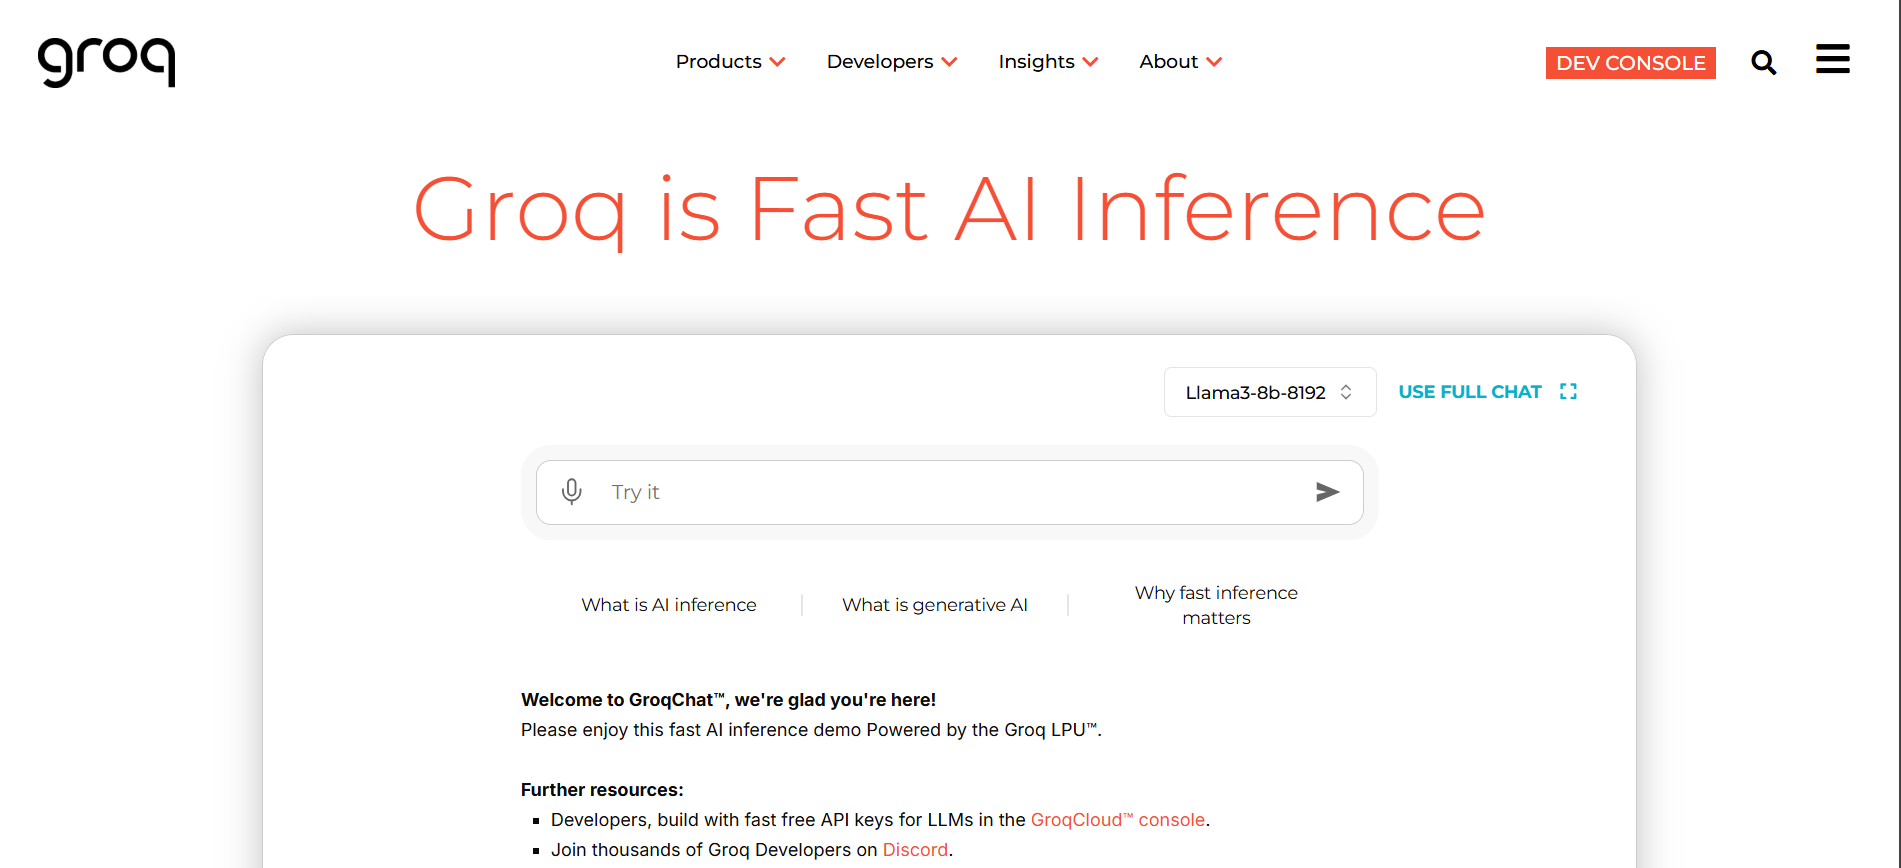 groq
Products
Developers
Insights
About
DEV CONSOLE
Groq is Fast AI Inference
Llama3-8b-8192
USE FULL CHAT
Try it
What is AI inference
What is generative AI
Why fast inference
matters
Welcome to GroqChat™, we're glad you're here!
Please enjoy this fast AI inference demo Powered by the Groq LPU™.
Further resources:
▪ Developers, build with fast free API keys for LLMs in the GroqCloud™ console.
▪ Join thousands of Groq Developers on Discord.